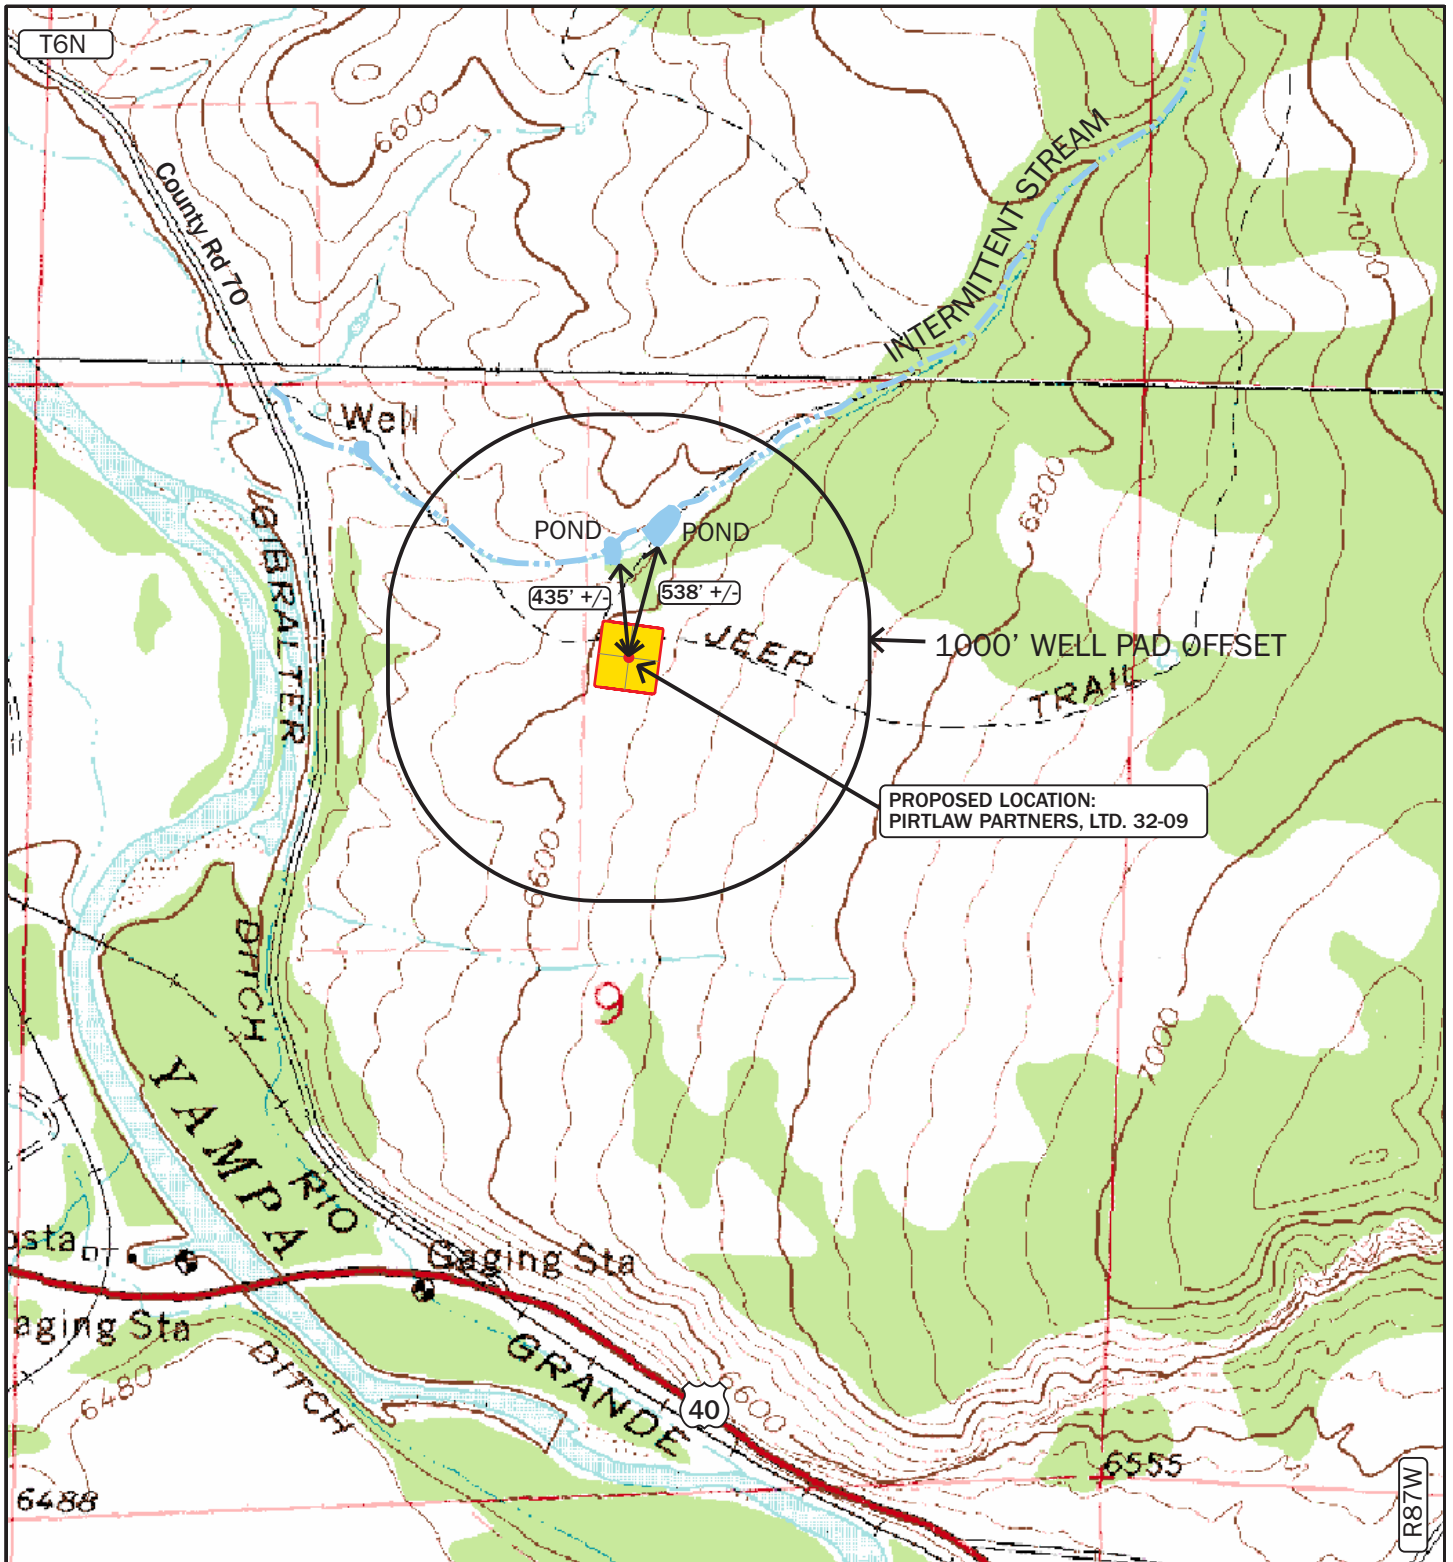 T6N
6600
County Rd 70
INTERMITTENT STREAM
7000
Well
6800
POND
POND
GIBRALTER
435' +/-
538' +/-
JEEP
1000' WELL PAD OFFSET
TRAIL
PROPOSED LOCATION:
PIRTLAW PARTNERS, LTD. 32-09
6600
DITCH
9
7000
YAMPA
RIO
osta
Gaging Sta
aging Sta
DITCH
GRANDE
6480
40
6600
6555
6488
R87W